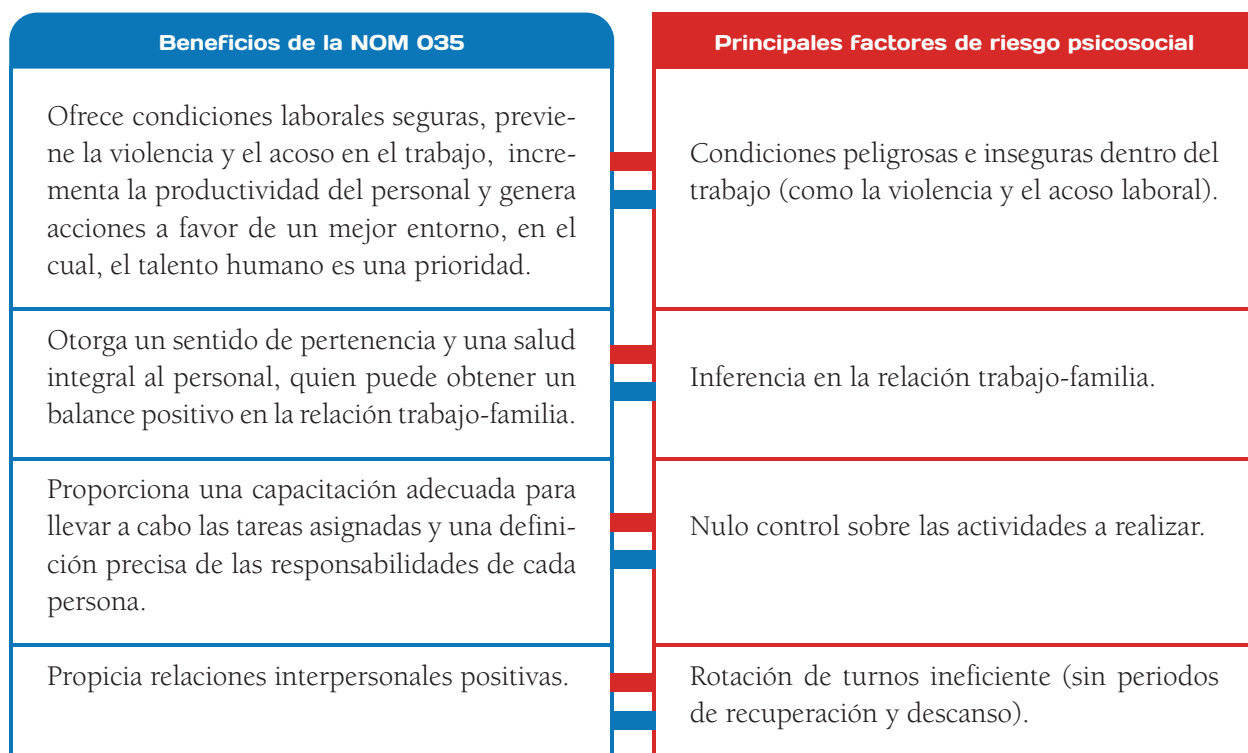 Beneficios de la NOM 035
Ofrece condiciones laborales seguras, previe-
ne la violencia y el acoso en el trabajo, incre-
menta la productividad del personal y genera
acciones a favor de un mejor entorno, en el
cual, el talento humano es una prioridad.
Otorga un sentido de pertenencia y una salud
integral al personal, quien puede obtener un
balance positivo en la relación trabajo-familia.
Proporciona una capacitación adecuada para
llevar a cabo las tareas asignadas y una defini-
ción precisa de las responsabilidades de cada
persona.
Propicia relaciones interpersonales positivas.
Principales factores de riesgo psicosocial
Condiciones peligrosas e inseguras dentro del
trabajo (como la violencia y el acoso laboral).
Inferencia en la relación trabajo-familia.
Nulo control sobre las actividades a realizar.
Rotación de turnos ineficiente (sin periodos
de recuperación y descanso).